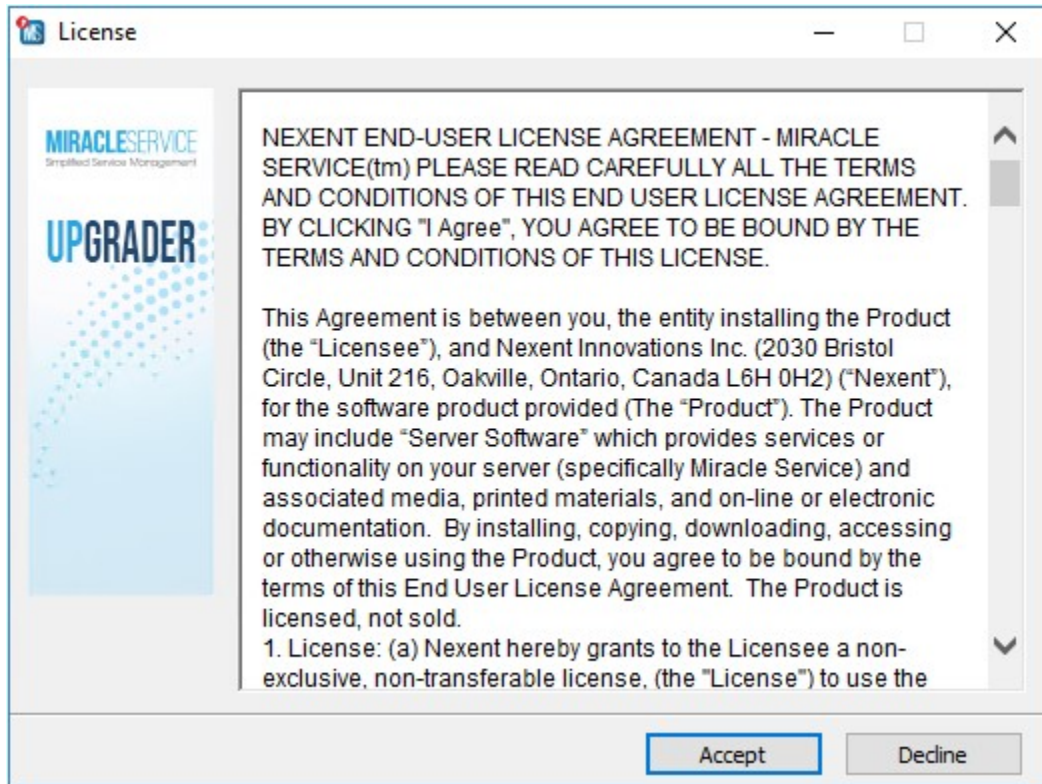 License
MIRACLESERVICE
Simplified Service Management
UPGRADER
NEXENT END-USER LICENSE AGREEMENT - MIRACLE
SERVICE(tm) PLEASE READ CAREFULLY ALL THE TERMS
AND CONDITIONS OF THIS END USER LICENSE AGREEMENT.
BY CLICKING "I Agree", YOU AGREE TO BE BOUND BY THE
TERMS AND CONDITIONS OF THIS LICENSE.
This Agreement is between you, the entity installing the Product
(the “Licensee”), and Nexent Innovations Inc. (2030 Bristol
Circle, Unit 216, Oakville, Ontario, Canada L6H 0H2) (“Nexent”),
for the software product provided (The “Product”). The Product
may include “Server Software” which provides services or
functionality on your server (specifically Miracle Service) and
associated media, printed materials, and on-line or electronic
documentation.  By installing, copying, downloading, accessing
or otherwise using the Product, you agree to be bound by the
terms of this End User License Agreement.  The Product is
licensed, not sold.
1. License: (a) Nexent hereby grants to the Licensee a non-
exclusive, non-transferable license, (the "License") to use the
Accept
Decline